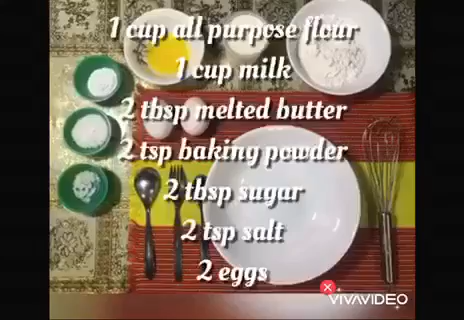 1 cup all purpose flour
1 cup milk
2 tbsp melted butter
2 tsp baking powder
2 tbsp sugar
2 tsp salt
2 eggs
VIVAVIDEO